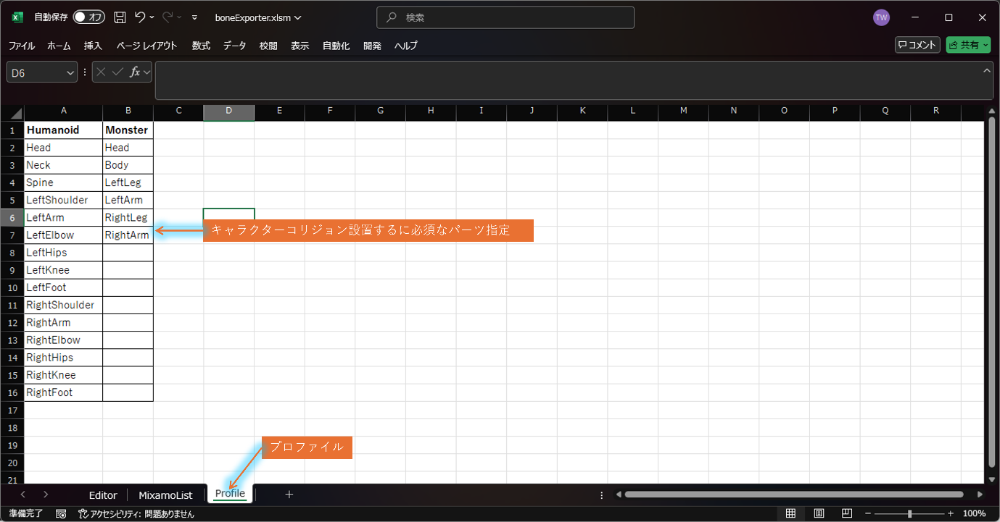 自動保存 オフ boneExporter.xlsm 検索 TW
ファイル ホーム 挿入 ページ レイアウト 数式 データ 校閲 表示 自動化 開発 ヘルプ コメント 共有
D6 fx
A B C D E F G H I J K L M N O P Q R
1 Humanoid Monster
2 Head Head
3 Neck Body
4 Spine LeftLeg
5 LeftShoulder LeftArm
6 LeftArm RightLeg
キャラクターコリジョン設置するに必須なパーツ指定
7 LeftElbow RightArm
8 LeftHips
9 LeftKnee
10 LeftFoot
11 RightShoulder
12 RightArm
13 RightElbow
14 RightHips
15 RightKnee
16 RightFoot
17
18
19 プロファイル
20
21
Editor MixamoList Profile
準備完了 アクセシビリティ: 問題ありません 100%